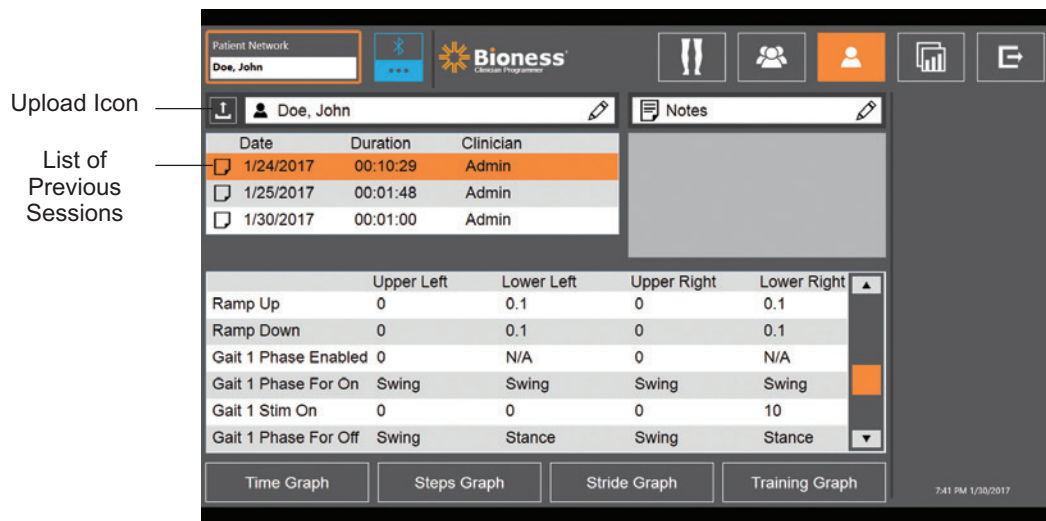 Patient Network
Doe, John
Bioness
Clinician Programmer
Upload Icon
Doe, John
Notes
List of
Previous
Sessions
Date Duration Clinician
1/24/2017 00:10:29 Admin
1/25/2017 00:01:48 Admin
1/30/2017 00:01:00 Admin
Upper Left Lower Left Upper Right Lower Right
Ramp Up 0 0.1 0 0.1
Ramp Down 0 0.1 0 0.1
Gait 1 Phase Enabled 0 N/A 0 N/A
Gait 1 Phase For On Swing Swing Swing Swing
Gait 1 Stim On 0 0 0 10
Gait 1 Phase For Off Swing Stance Swing Stance
Time Graph Steps Graph Stride Graph Training Graph
7:41 PM 1/30/2017